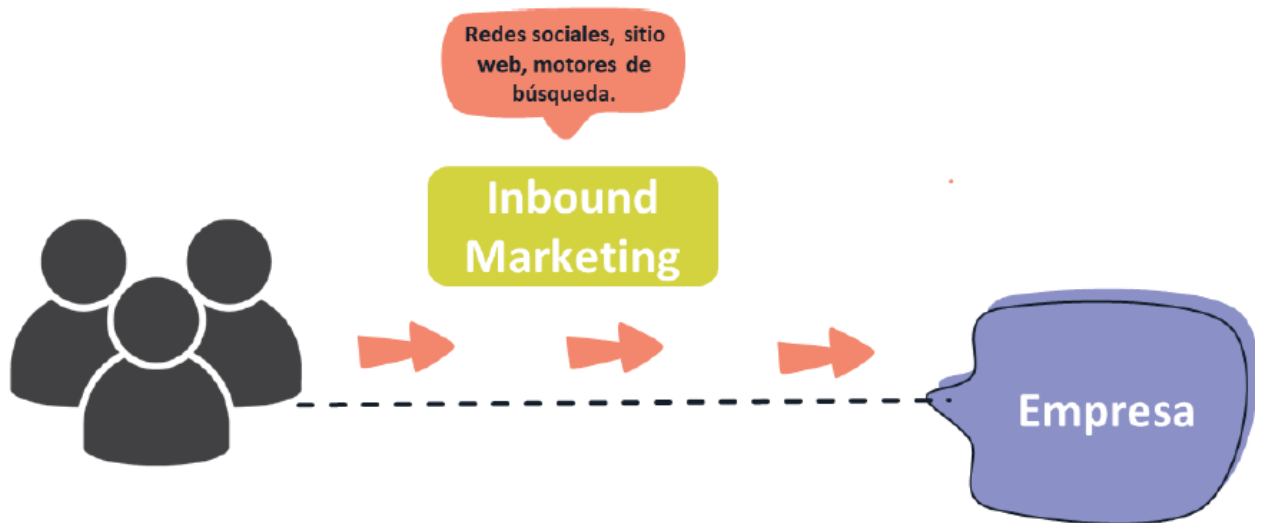 Redes sociales, sitio
web, motores de
búsqueda.
Inbound
Marketing
Empresa